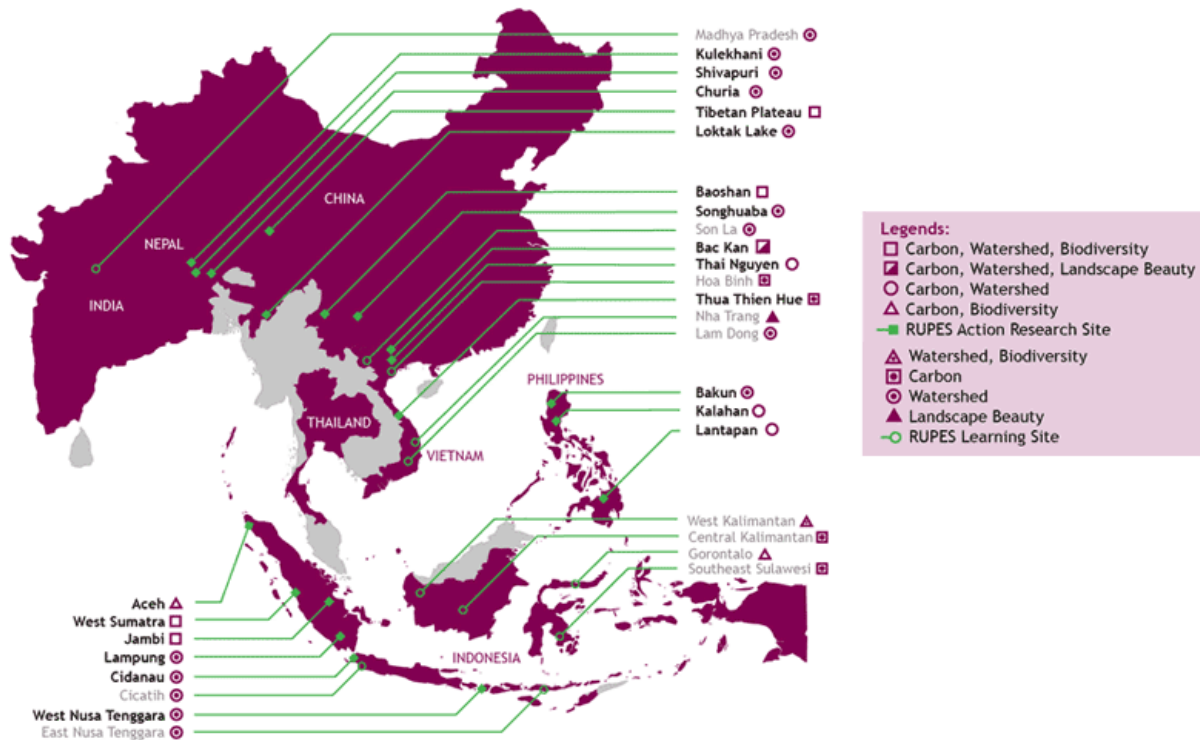 Madhya Pradesh
Kulekhani
Shivapuri
Churia
Tibetan Plateau
Loktak Lake
CHINA
NEPAL
INDIA
Baoshan
Songhuaba
Son La
Bac Kan
Thai Nguyen
Hoa Binh
Thua Thien Hue
Nha Trang
Lam Dong
Legends:
Carbon, Watershed, Biodiversity
Carbon, Watershed, Landscape Beauty
Carbon, Watershed
Carbon, Biodiversity
RUPES Action Research Site
Watershed, Biodiversity
Carbon
Watershed
Landscape Beauty
RUPES Learning Site
PHILIPPINES
THAILAND
VIETNAM
Bakun
Kalahan
Lantapan
West Kalimantan
Central Kalimantan
Gorontalo
Southeast Sulawesi
Aceh
West Sumatra
Jambi
Lampung
Cidanau
Cicatih
West Nusa Tenggara
East Nusa Tenggara
INDONESIA